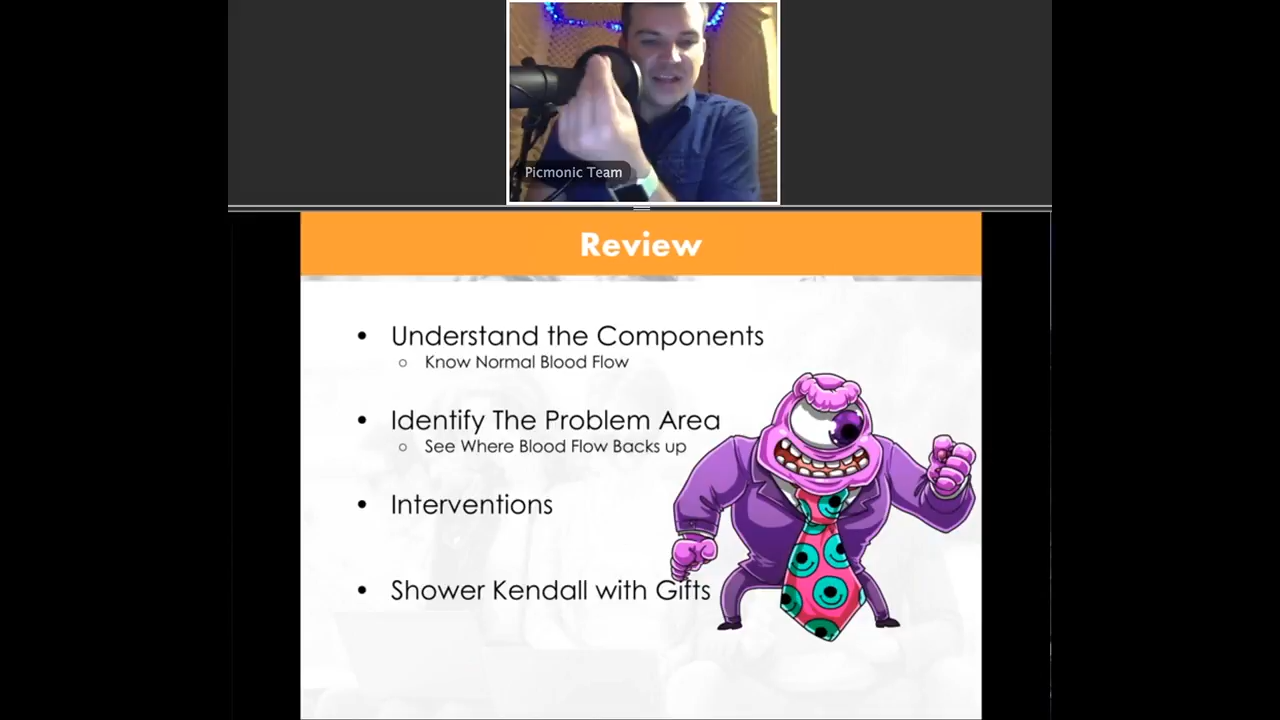 Picmonic Team
Review
• Understand the Components
○ Know Normal Blood Flow
• Identify The Problem Area
○ See Where Blood Flow Backs up
• Interventions
• Shower Kendall with Gifts